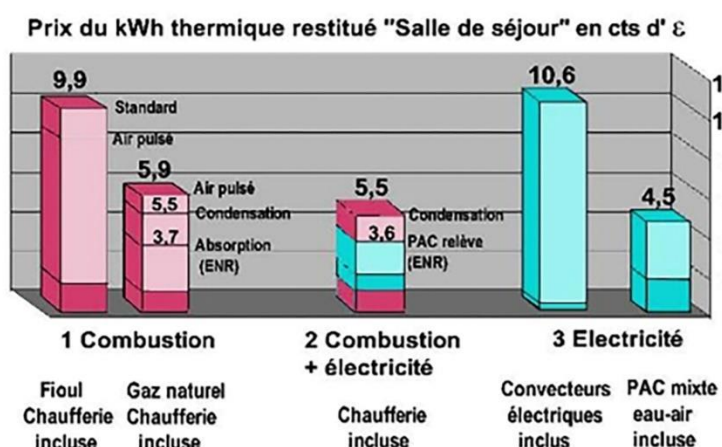 Prix du kWh thermique restitué "Salle de séjour" en cts d' ε
9,9
Standard
Air pulsé
5,9
Air pulsé
5,5
Condensation
3,7
Absorption
(ENR)
5,5
Condensation
3,6
PAC relève
(ENR)
10,6
4,5
1
1
1 Combustion
2 Combustion
+ électricité
3 Electricité
Fioul
Chaufferie
incluse
Gaz naturel
Chaufferie
incluse
Chaufferie
incluse
Convecteurs
électriques
inclus
PAC mixte
eau-air
incluse